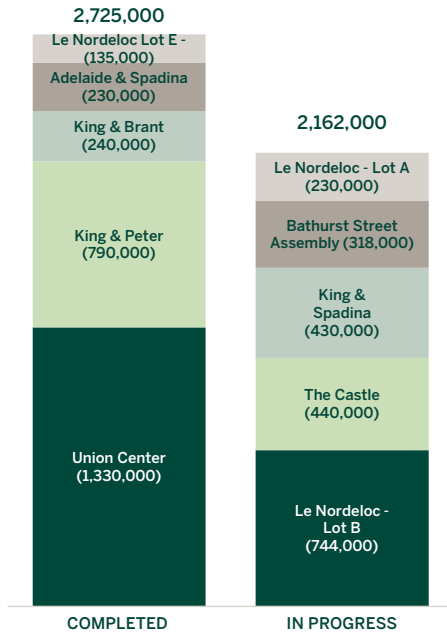 2,725,000
Le Nordeloc Lot E -
(135,000)
Adelaide & Spadina
(230,000)
King & Brant
(240,000)
King & Peter
(790,000)
Union Center
(1,330,000)
COMPLETED
2,162,000
Le Nordeloc - Lot A
(230,000)
Bathurst Street
Assembly (318,000)
King &
Spadina
(430,000)
The Castle
(440,000)
Le Nordeloc -
Lot B
(744,000)
IN PROGRESS